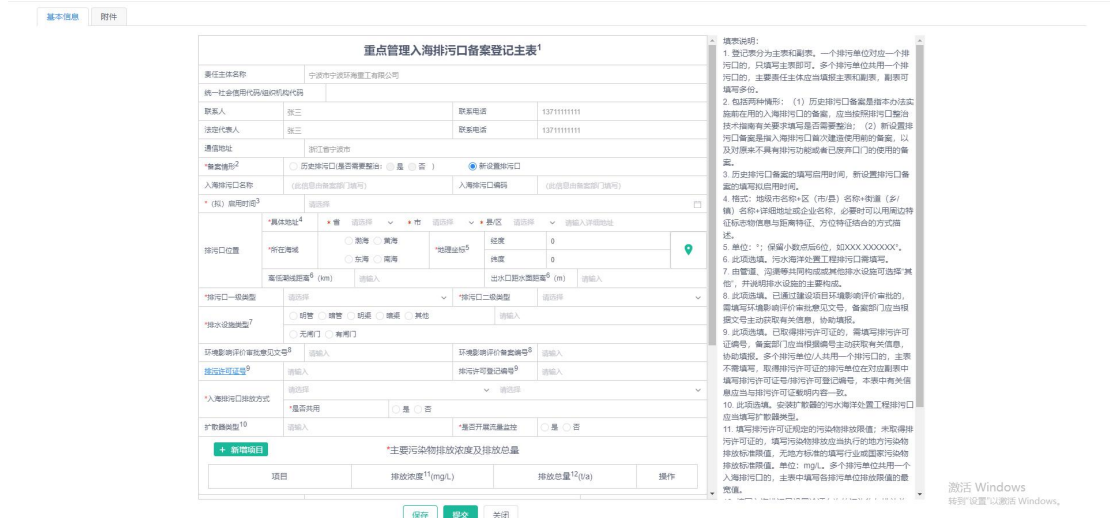 基本信息 附件
重点管理入海排污口备案登记主表1
责任主体名称 宁波市宁波环海重工有限公司
统一社会信用代码/组织机构代码
联系人 张三 联系电话 13711111111
法定代表人 张三 联系电话 13711111111
通信地址 浙江省宁波市
*备案情形2 历史排污口(是否需要整治: 是 否 ) 新设置排污口
入海排污口名称 (此信息由备案部门填写) 入海排污口编码 (此信息由备案部门填写)
* (拟) 启用时间3 请选择
排污口位置 *具体地址4 * 省 请选择 * 市 请选择 * 县/区 请选择 请输入详细地址
*所在海域 渤海 黄海 东海 南海 *地理坐标5 经度 0
纬度 0
高低潮线距离6 (km) 请输入 出水口距水面距离6 (m) 请输入
*排污口一级类型 请选择 *排污口二级类型 请选择
*排水设施类型7 明管 暗管 明渠 暗渠 其他 请输入
无闸门 有闸门
环境影响评价审批意见文号8 请输入 环境影响评价备案编号8 请输入
排污许可证号9 请输入 排污许可登记编号9 请输入
*入海排污口排放方式 请选择 请选择
*是否共用 是 否
扩散器类型10 请输入 *是否开展流量监控 是 否
+ 新增项目 *主要污染物排放浓度及排放总量
项目 排放浓度11(mg/L) 排放总量12(t/a) 操作
保存 提交 关闭
填表说明:
1. 登记表分为主表和副表。一个排污单位对应一个排
污口的,只填写主表即可。多个排污单位共用一个排
污口的,主要责任主体应当填报主表和副表,副表可
填写多份。
2. 包括两种情形:(1)历史排污口备案是指本办法实
施前在用的入海排污口的备案,应当按照排污口整治
技术指南有关要求填写是否需要整治;(2)新设置排
污口备案是指入海排污口首次建造使用前的备案,以
及对原来不具有排污功能或者已废弃口门的使用的备
案。
3. 历史排污口备案的填写启用时间,新设置排污口备
案的填写拟启用时间。
4. 格式:地级市名称+区(市/县)名称+街道(乡/
镇)名称+详细地址或企业名称,必要时可以用周边特
征标志物信息与距离特征、方位特征结合的方式描
述。
5. 单位:°;保留小数点后6位,如XXX.XXXXXX°。
6. 此项选填。污水海洋处置工程排污口需填写。
7. 由管道、沟渠等共同构成或其他排水设施可选择"其
他",并说明排水设施的主要构成。
8. 此项选填。已通过建设项目环境影响评价审批的,
需填写环境影响评价审批意见文号,备案部门应当根
据文号主动获取有关信息,协助填报。
9. 此项选填。已取得排污许可证的,需填写排污许可
证编号,备案部门应当根据编号主动获取有关信息,
协助填报。多个排污单位/人共用一个排污口的,主表
不需填写,取得排污许可证的排污单位在对应副表中
填写排污许可证号/排污许可登记编号,本表中有关信
息应当与排污许可证载明内容一致。
10. 此项选填。安装扩散器的污水海洋处置工程排污口
应当填写扩散器类型。
11. 填写排污许可证规定的污染物排放限值;未取得排
污许可证的,填写污染物排放应当执行的地方污染物
排放标准限值,无地方标准的填写行业或国家污染物
排放标准限值。单位:mg/L。多个排污单位共用一个
入海排污口的,主表中填写各排污单位排放限值的最
宽值。
激活 Windows
转到"设置"以激活 Windows。